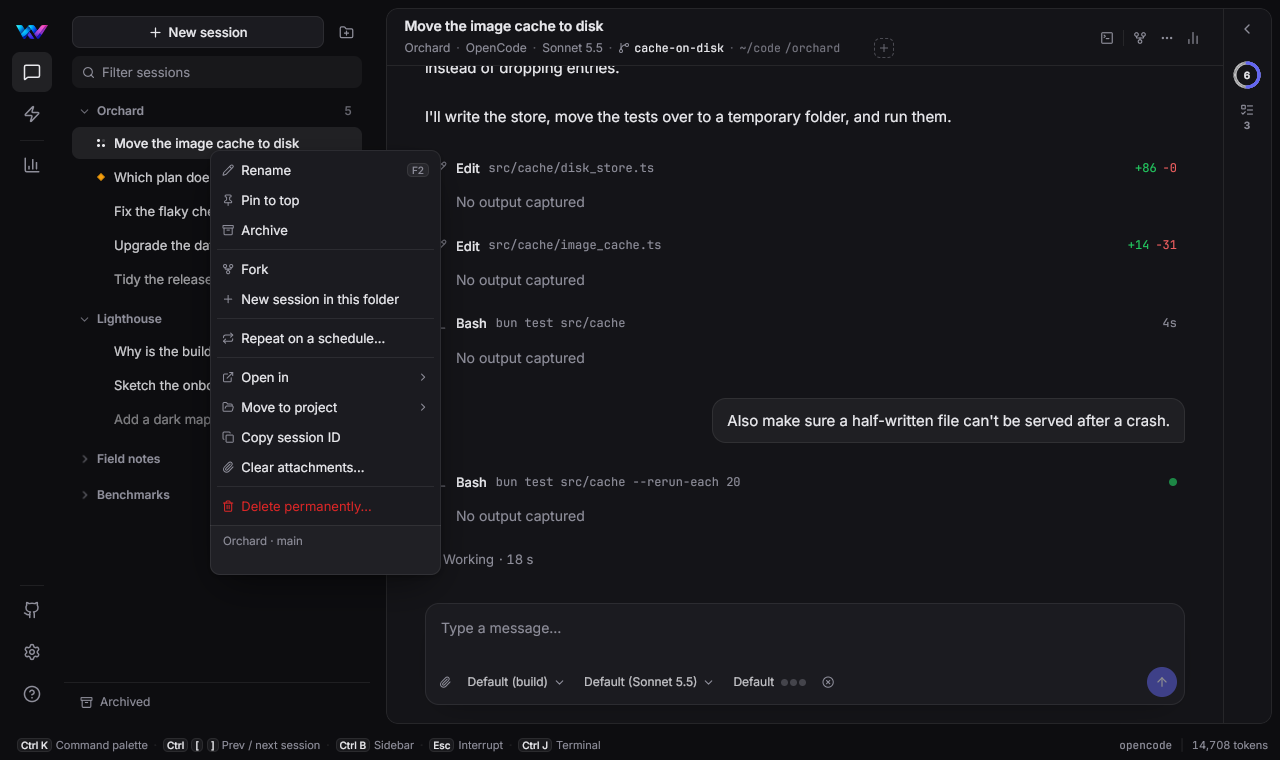 New session
Filter sessions
Orchard 5
Move the image cache to disk
Which plan doe
Fix the flaky che
Upgrade the da
Tidy the release
Lighthouse
Why is the build
Sketch the onbo
Add a dark map
Field notes
Benchmarks
Archived
Rename F2
Pin to top
Archive
Fork
New session in this folder
Repeat on a schedule...
Open in
Move to project
Copy session ID
Clear attachments...
Delete permanently...
Orchard · main
Move the image cache to disk
Orchard · OpenCode · Sonnet 5.5 · cache-on-disk · ~/code/orchard
instead of dropping entries.
I'll write the store, move the tests over to a temporary folder, and run them.
Edit src/cache/disk_store.ts +86 -0
No output captured
Edit src/cache/image_cache.ts +14 -31
No output captured
Bash bun test src/cache 4s
No output captured
Also make sure a half-written file can't be served after a crash.
Bash bun test src/cache --rerun-each 20
No output captured
Working · 18 s
Type a message...
Default (build) Default (Sonnet 5.5) Default
6
3
Ctrl K Command palette · Ctrl [ ] Prev / next session · Ctrl B Sidebar · Esc Interrupt · Ctrl J Terminal
opencode 14,708 tokens